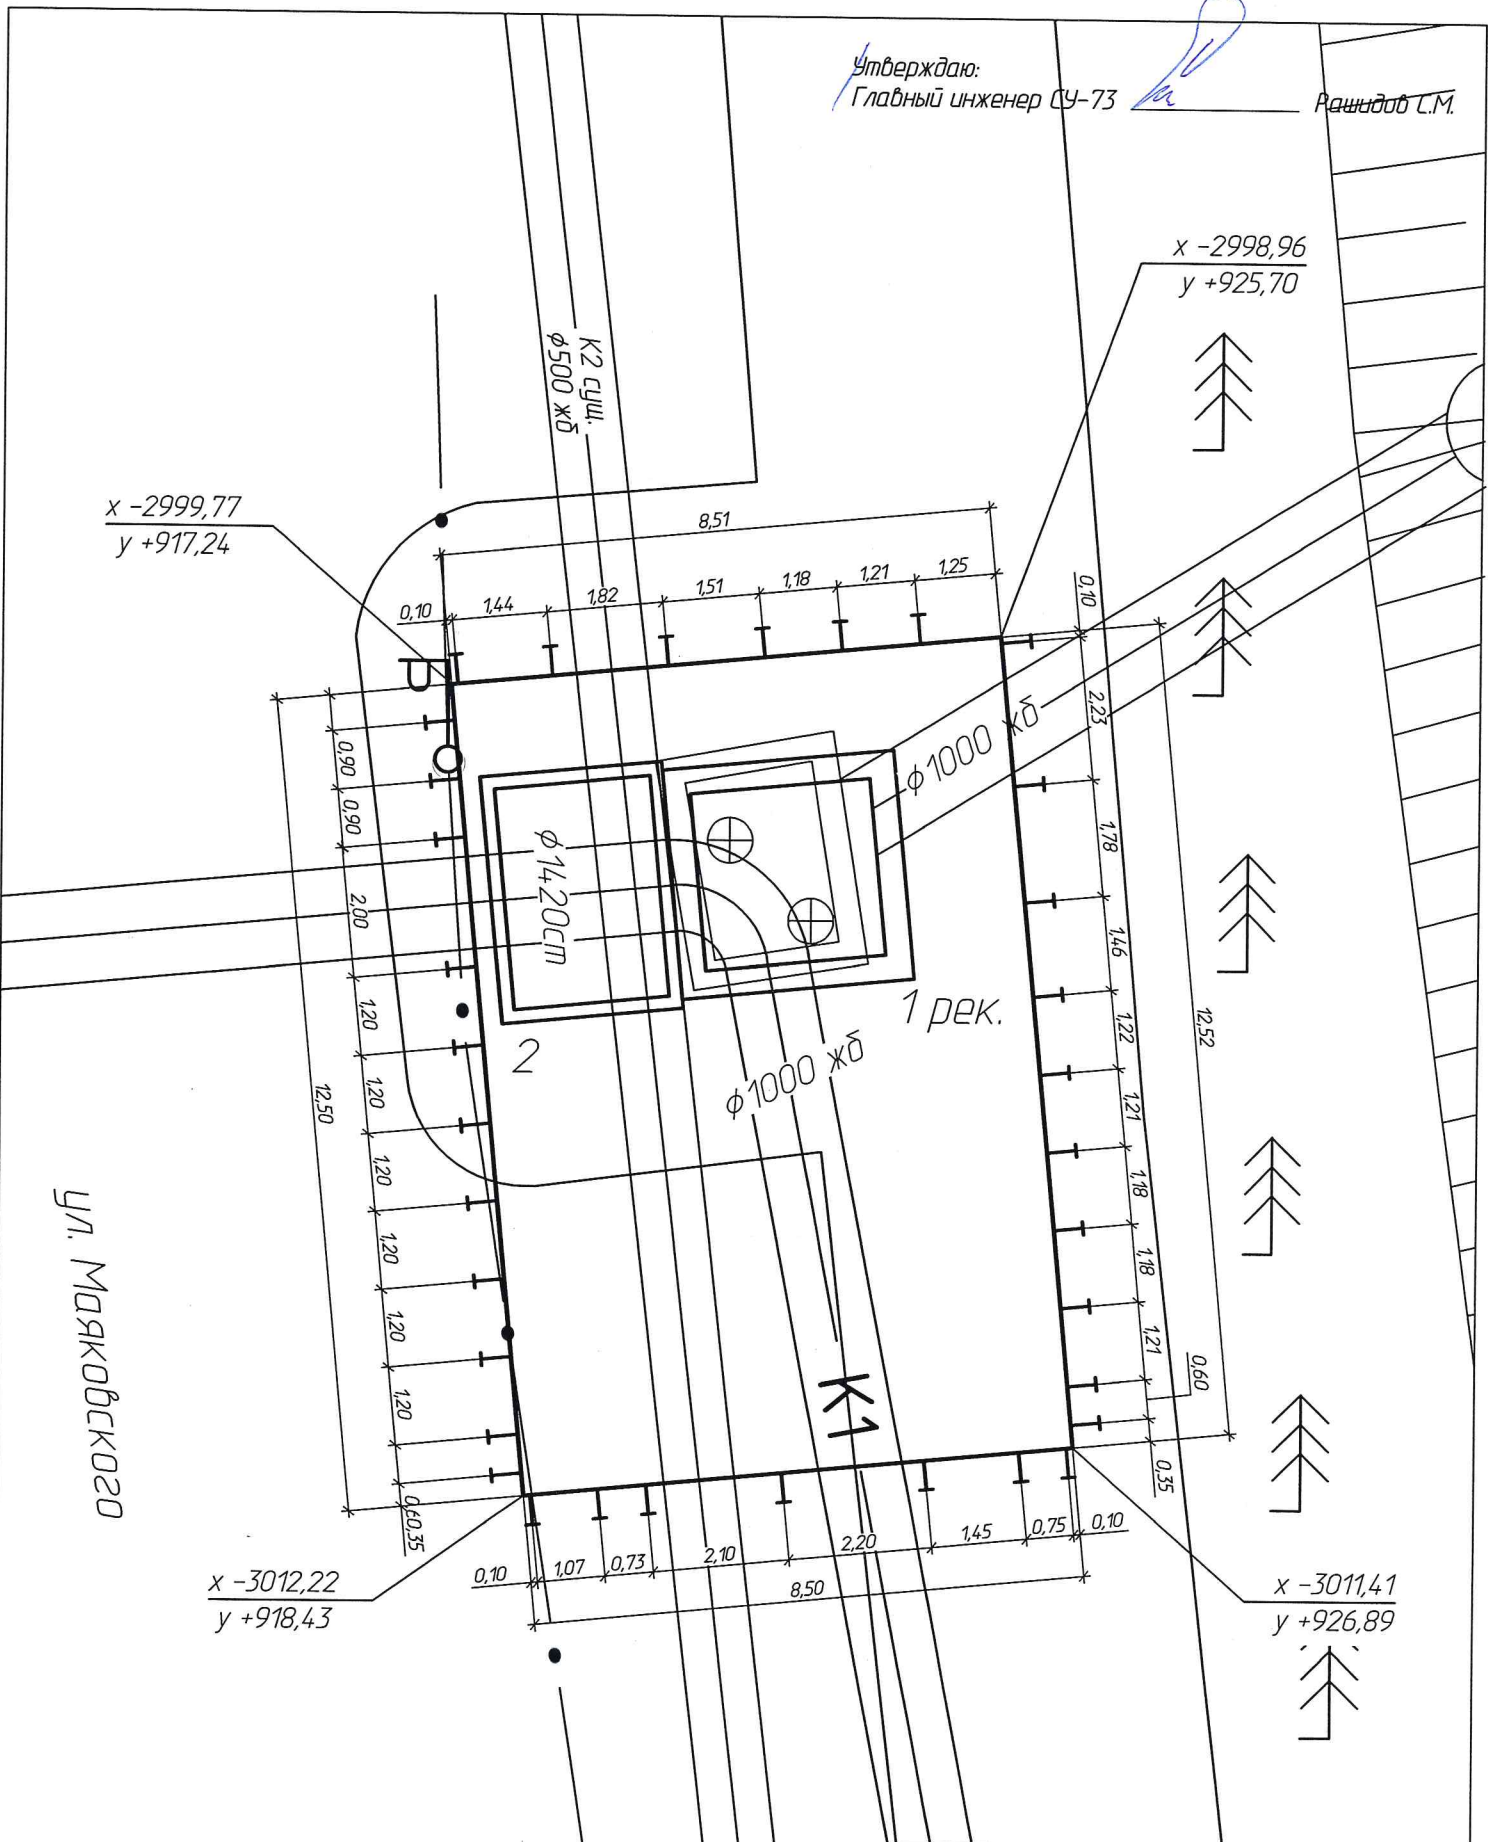 Утверждаю:
Главный инженер СУ-73 Рашидов С.М.
х -2998,96
у +925,70
К2 сущ.
ф500 жб
х -2999,77
у +917,24
8,51
0,10
1,44
1,82
1,51
1,18
1,21
1,25
0,10
2,23
1,78
1,46
1,22
1,21
1,18
1,18
1,21
0,60
0,35
12,52
0,90
0,90
2,00
1,20
1,20
1,20
1,20
1,20
1,20
0,60
0,35
12,50
ф1000 жб
ф1420ст
1 рек.
2
ф1000 жб
К1
ул. Маяковского
0,10
1,07
0,73
2,10
2,20
1,45
0,75
0,10
8,50
х -3012,22
у +918,43
х -3011,41
у +926,89